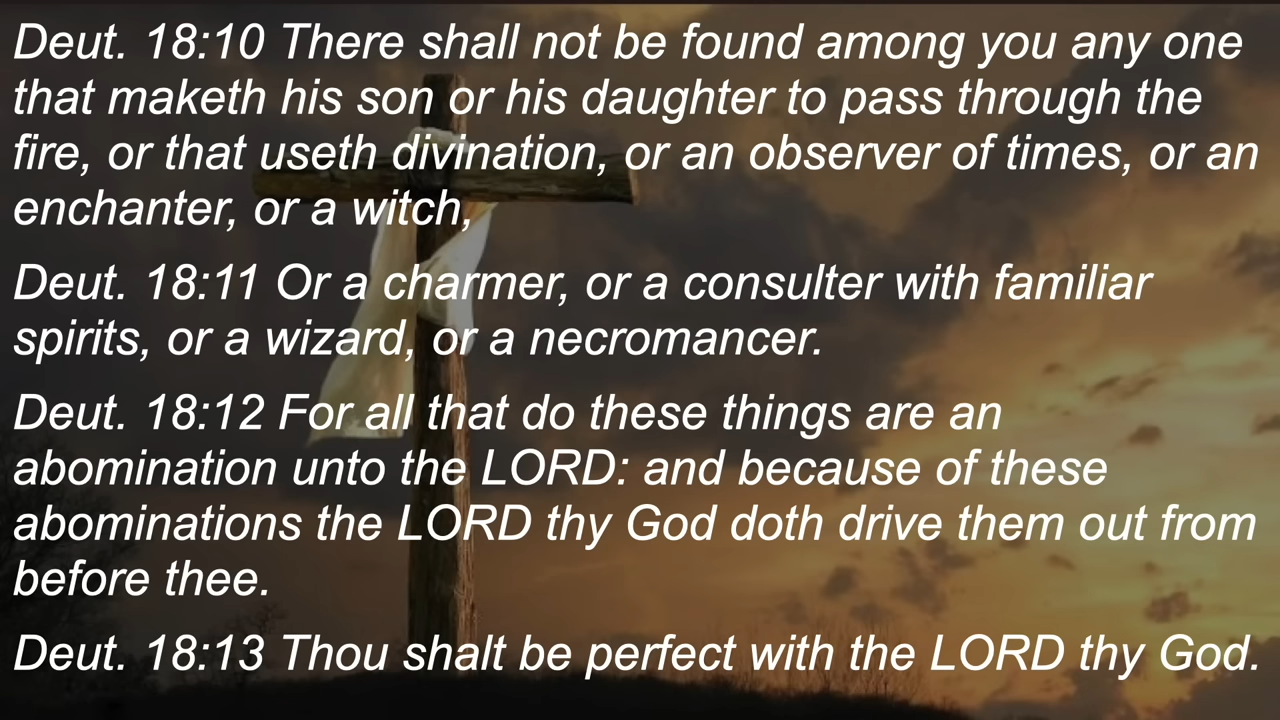 Deut. 18:10 There shall not be found among you any one
that maketh his son or his daughter to pass through the
fire, or that useth divination, or an observer of times, or an
enchanter, or a witch,
Deut. 18:11 Or a charmer, or a consulter with familiar
spirits, or a wizard, or a necromancer.
Deut. 18:12 For all that do these things are an
abomination unto the LORD: and because of these
abominations the LORD thy God doth drive them out from
before thee.
Deut. 18:13 Thou shalt be perfect with the LORD thy God.